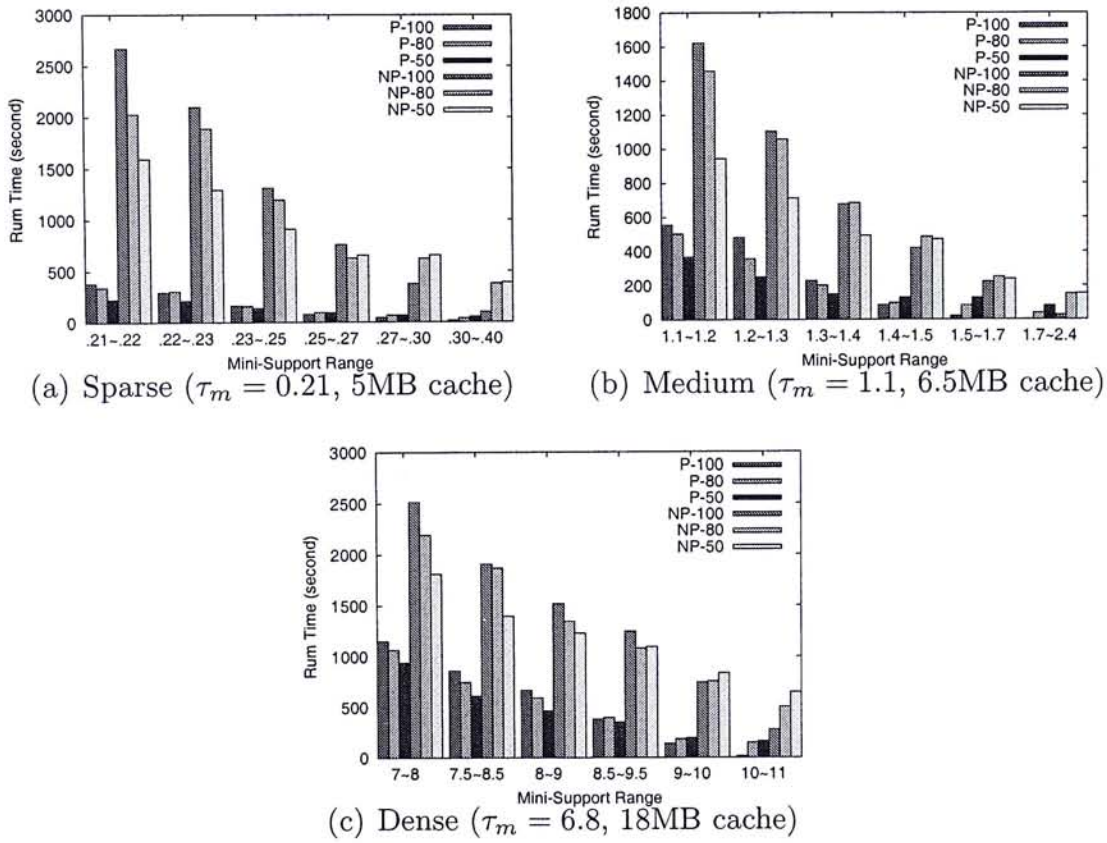 3000
2500
2000
1500
1000
500
0
Rum Time (second)
P-100
P-80
P-50
NP-100
NP-80
NP-50
.21~.22 .22~.23 .23~.25 .25~.27 .27~.30 .30~.40
Mini-Support Range
(a) Sparse (τm = 0.21, 5MB cache)
1800
1600
1400
1200
1000
800
600
400
200
0
Rum Time (second)
P-100
P-80
P-50
NP-100
NP-80
NP-50
1.1~1.2 1.2~1.3 1.3~1.4 1.4~1.5 1.5~1.7 1.7~2.4
Mini-Support Range
(b) Medium (τm = 1.1, 6.5MB cache)
3000
2500
2000
1500
1000
500
0
Rum Time (second)
P-100
P-80
P-50
NP-100
NP-80
NP-50
7~8 7.5~8.5 8~9 8.5~9.5 9~10 10~11
Mini-Support Range
(c) Dense (τm = 6.8, 18MB cache)